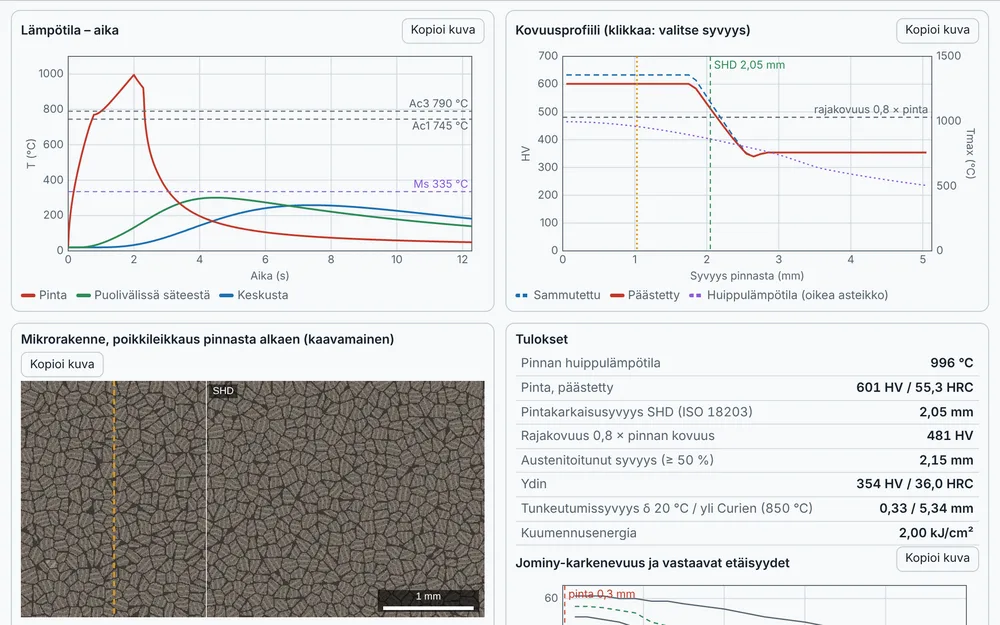 Lämpötila – aika
Kopioi kuva
1000
800
600
400
200
0
T (°C)
Ac3 790 °C
Ac1 745 °C
Ms 335 °C
0 2 4 6 8 10 12
Aika (s)
Pinta Puolivälissä säteestä Keskusta
Kovuusprofiili (klikkaa: valitse syvyys)
Kopioi kuva
700
600
500
400
300
200
100
0
HV
SHD 2,05 mm
rajakovuus 0,8 × pinta
1500
1000
500
0
Tmax (°C)
0 1 2 3 4 5
Syvyys pinnasta (mm)
Sammutettu Päästetty Huippulämpötila (oikea asteikko)
Mikrorakenne, poikkileikkaus pinnasta alkaen (kaavamainen)
Kopioi kuva
SHD
1 mm
Tulokset
Pinnan huippulämpötila 996 °C
Pinta, päästetty 601 HV / 55,3 HRC
Pintakarkaisusyvyys SHD (ISO 18203) 2,05 mm
Rajakovuus 0,8 × pinnan kovuus 481 HV
Austenitoitunut syvyys (≥ 50 %) 2,15 mm
Ydin 354 HV / 36,0 HRC
Tunkeutumissyvyys δ 20 °C / yli Curien (850 °C) 0,33 / 5,34 mm
Kuumennusenergia 2,00 kJ/cm²
Jominy-karkenevuus ja vastaavat etäisyydet
Kopioi kuva
60
pinta 0,3 mm